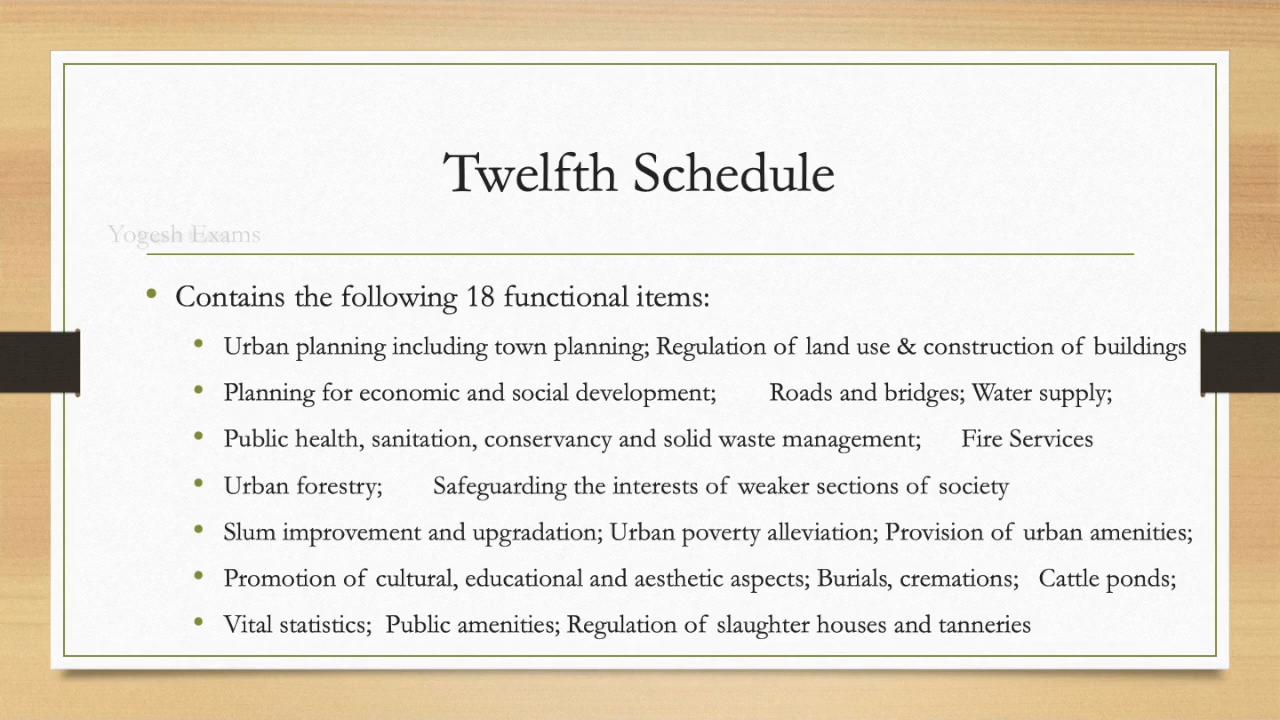 Twelfth Schedule
Yogesh Exams
• Contains the following 18 functional items:
• Urban planning including town planning; Regulation of land use & construction of buildings
• Planning for economic and social development; Roads and bridges; Water supply;
• Public health, sanitation, conservancy and solid waste management; Fire Services
• Urban forestry; Safeguarding the interests of weaker sections of society
• Slum improvement and upgradation; Urban poverty alleviation; Provision of urban amenities;
• Promotion of cultural, educational and aesthetic aspects; Burials, cremations; Cattle ponds;
• Vital statistics; Public amenities; Regulation of slaughter houses and tanneries